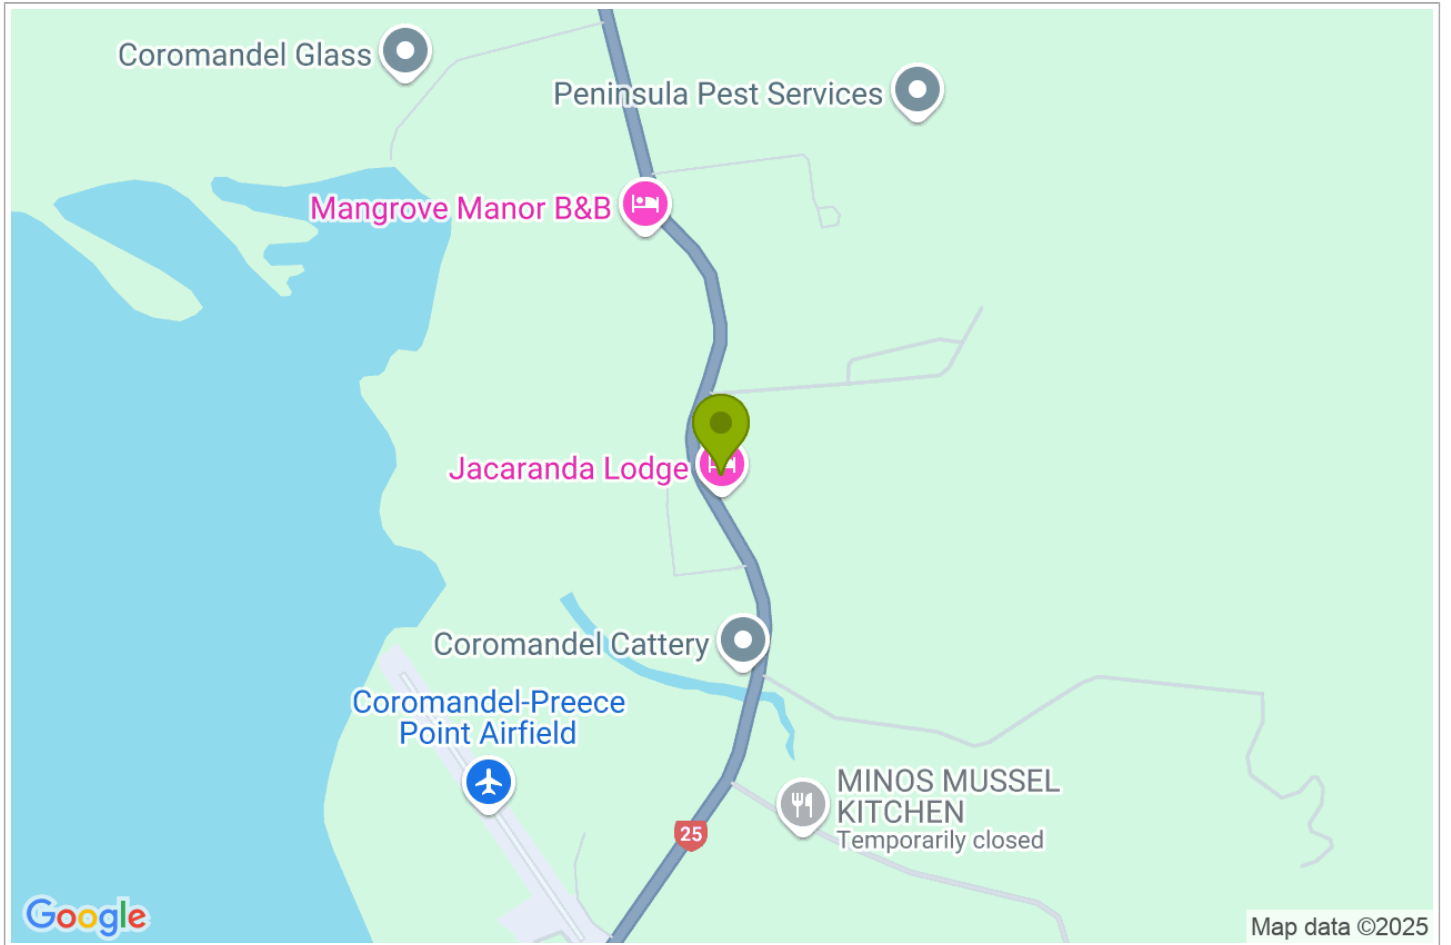 Coromandel Glass
Peninsula Pest Services
Mangrove Manor B&B
Jacaranda Lodge
Coromandel Cattery
Coromandel-Preece
Point Airfield
MINOS MUSSEL
KITCHEN
Temporarily closed
25
Google
Map data ©2025